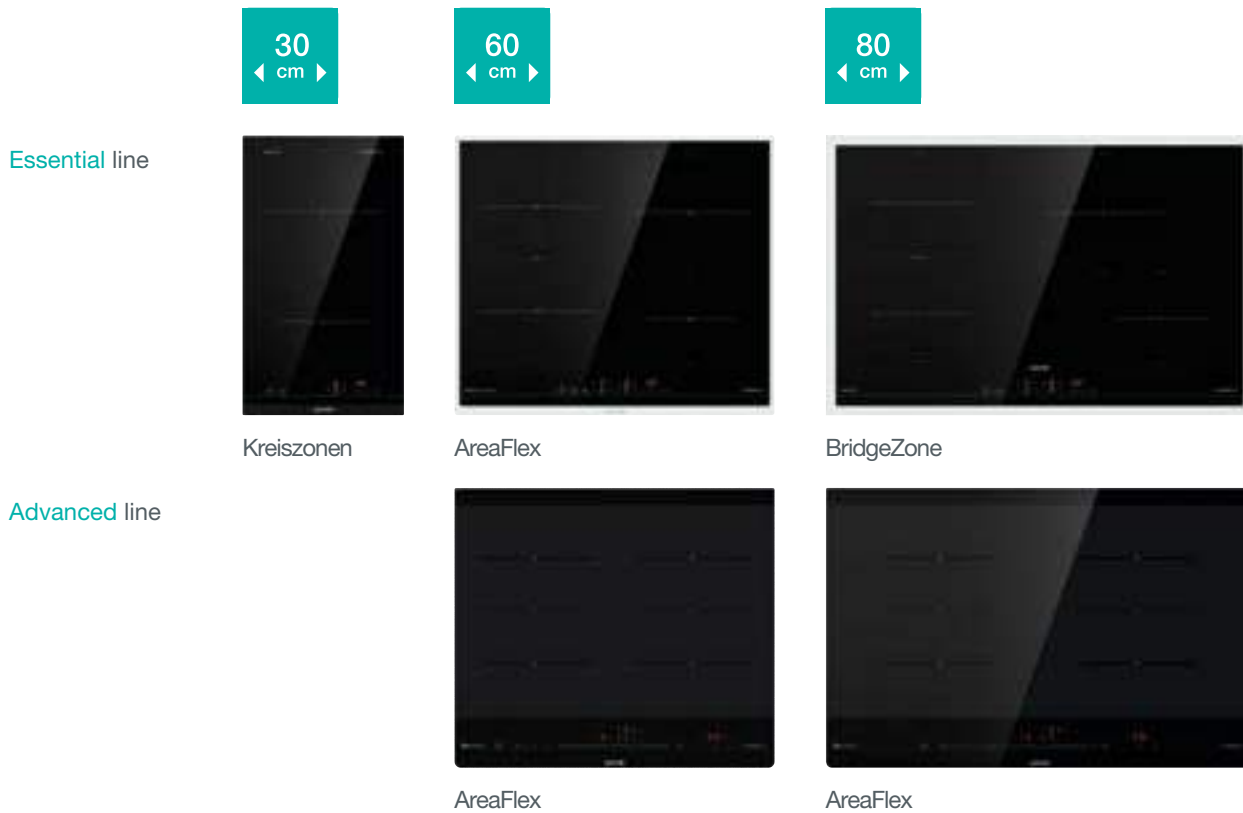 30
cm
60
cm
80
cm
Essential line
Kreiszonen
AreaFlex
BridgeZone
Advanced line
AreaFlex
AreaFlex